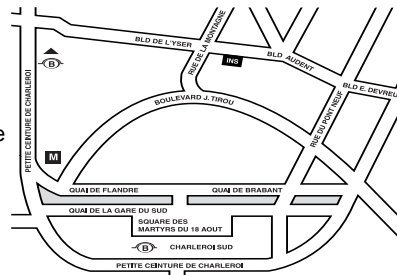 BLD DE L'YSER
RUE DE LA MONTAGNE
BLD AUDENT
INS
B
BLD E. DEVREU
BOULEVARD J. TIROU
RUE DU PONT NEUF
PETITE CEINTURE DE CHARLEROI
e
M
QUAI DE FLANDRE
QUAI DE BRABANT
QUAI DE LA GARE DU SUD
SQUARE DES
MARTYRS DU 18 AOUT
B
CHARLEROI SUD
PETITE CEINTURE DE CHARLEROI